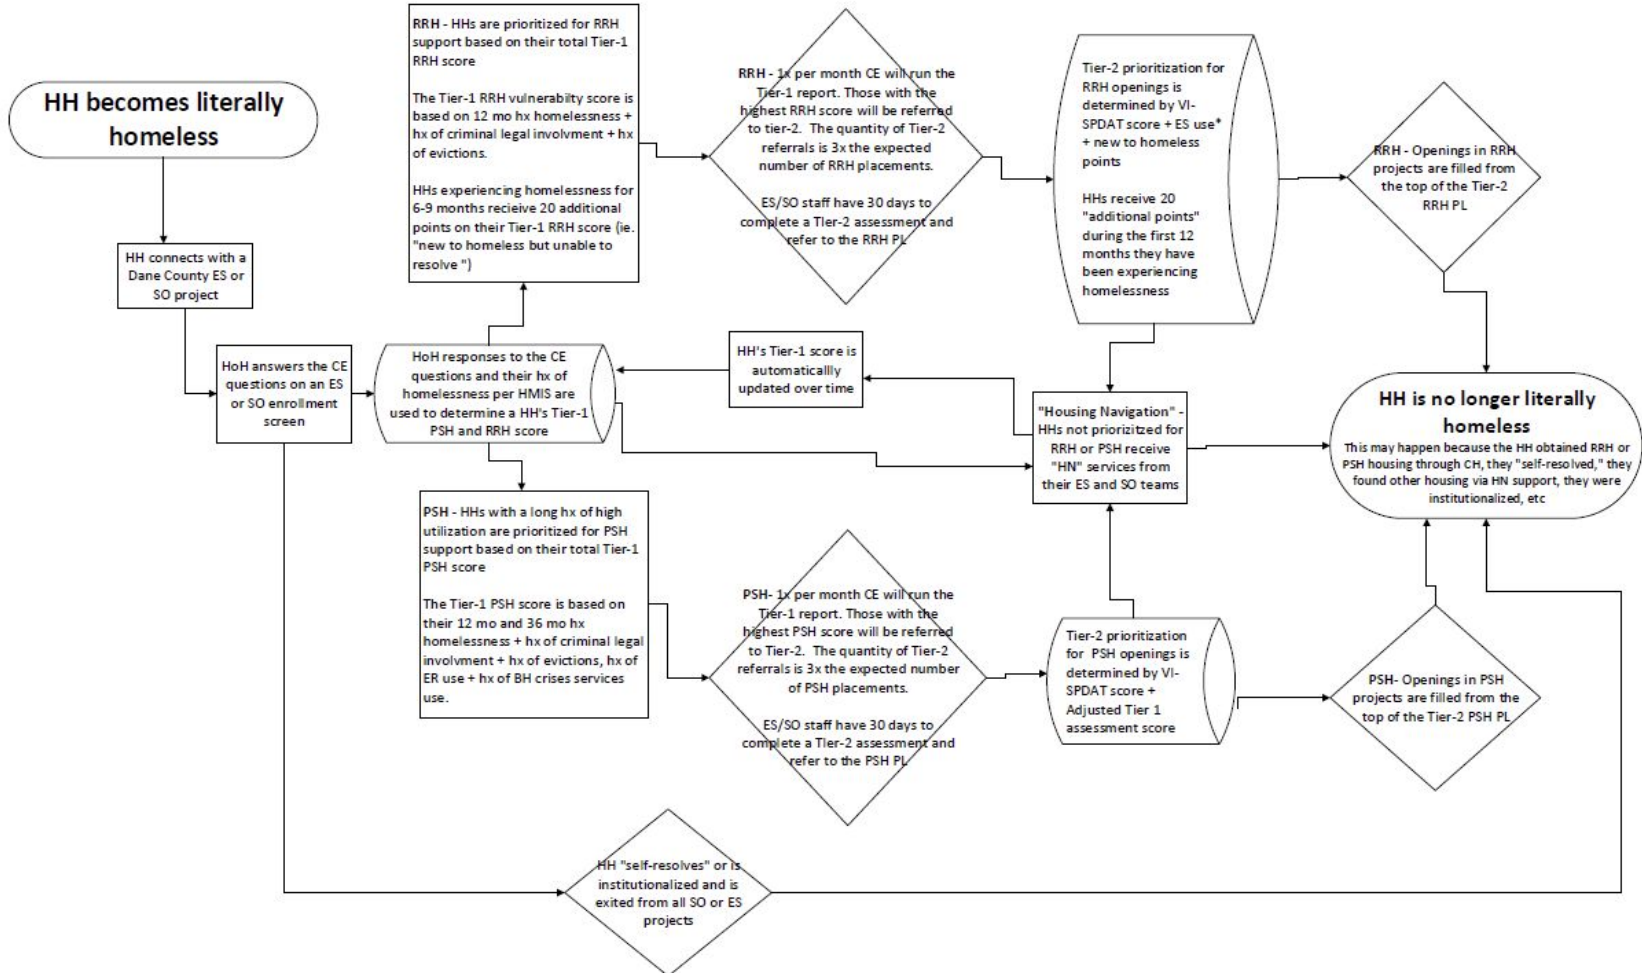 HH becomes literally
homeless
HH connects with a
Dane County ES or
SO project
HoH answers the CE
questions on an ES
or SO enrollment
screen
RRH - HHs are prioritized for RRH
support based on their total Tier-1
RRH score
The Tier-1 RRH vulnerabilty score is
based on 12 mo hx homelessness +
hx of criminal legal involvment + hx
of evictions.
HHs experiencing homelessness for
6-9 months recieive 20 additional
points on their Tier-1 RRH score (ie.
"new to homeless but unable to
resolve ")
HoH responses to the CE
questions and their hx of
homelessness per HMIS are
used to determine a HH's Tier-1
PSH and RRH score
PSH - HHs with a long hx of high
utilization are prioritized for PSH
support based on their total Tier-1
PSH score
The Tier-1 PSH score is based on
their 12 mo and 36 mo hx
homelessness + hx of criminal legal
involvment + hx of evictions, hx of
ER use + hx of BH crises services
use.
RRH - 1x per month CE will run the
Tier-1 report. Those with the
highest RRH score will be referred
to tier-2. The quantity of Tier-2
referrals is 3x the expected
number of RRH placements.
ES/SO staff have 30 days to
complete a TIer-2 assessment and
refer to the RRH PL
HH's Tier-1 score is
automaticallly
updated over time
PSH- 1x per month CE will run the
Tier-1 report. Those with the
highest PSH score will be referred
to Tier-2. The quantity of Tier-2
referrals is 3x the expected number
of PSH placements.
ES/SO staff have 30 days to
complete a TIer-2 assessment and
refer to the PSH PL
HH "self-resolves" or is
institutionalized and is
exited from all SO or ES
projects
Tier-2 prioritization for
RRH openings is
determined by VI-
SPDAT score + ES use*
+ new to homeless
points
HHs receive 20
"additional points"
during the first 12
months they have
been experiencing
homelessness
"Housing Navigation" -
HHs not priorizitzed for
RRH or PSH receive
"HN" services from
their ES and SO teams
Tier-2 prioritization
for PSH openings is
determined by VI-
SPDAT score +
Adjusted Tier 1
assessment score
RRH - Openings in RRH
projects are filled from
the top of the Tier-2
RRH PL
HH is no longer literally
homeless
This may happen because the HH obtained RRH or
PSH housing through CH, they "self-resolved," they
found other housing via HN support, they were
institutionalized, etc
PSH- Openings in PSH
projects are filled from the
top of the Tier-2 PSH PL